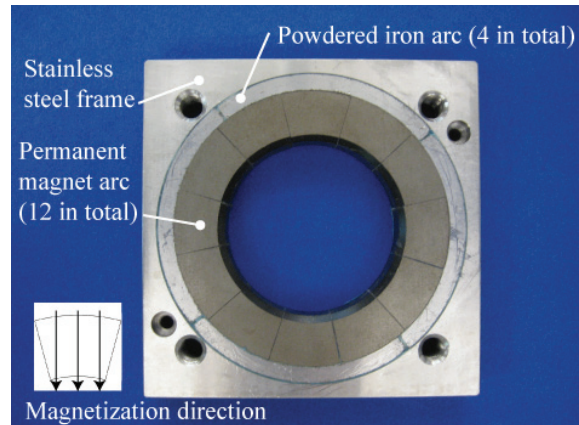 Powdered iron arc (4 in total)
Stainless
steel frame
Permanent
magnet arc
(12 in total)
Magnetization direction